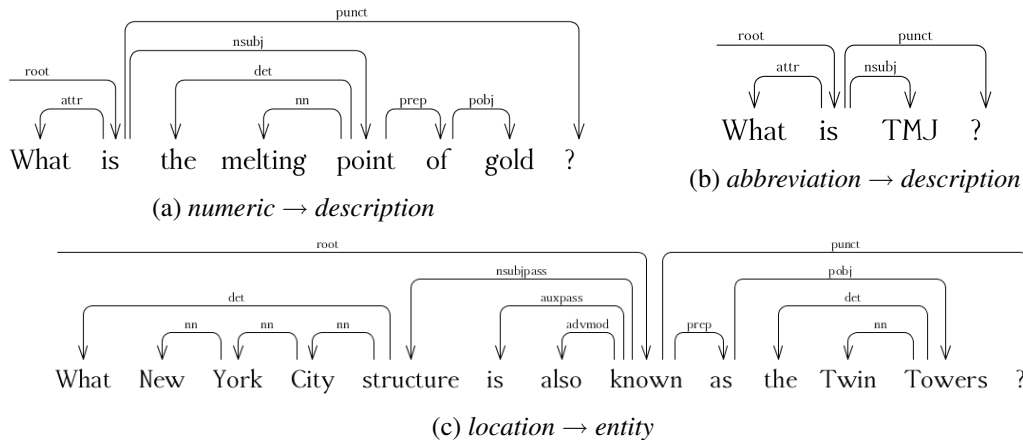 punct
nsubj
root det
attr nn prep pobj
What is the melting point of gold ?
(a) numeric → description
root punct
attr nsubj
What is TMJ ?
(b) abbreviation → description
root punct
nsubjpass pobj
det auxpass det
nn nn nn advmod prep nn
What New York City structure is also known as the Twin Towers ?
(c) location → entity